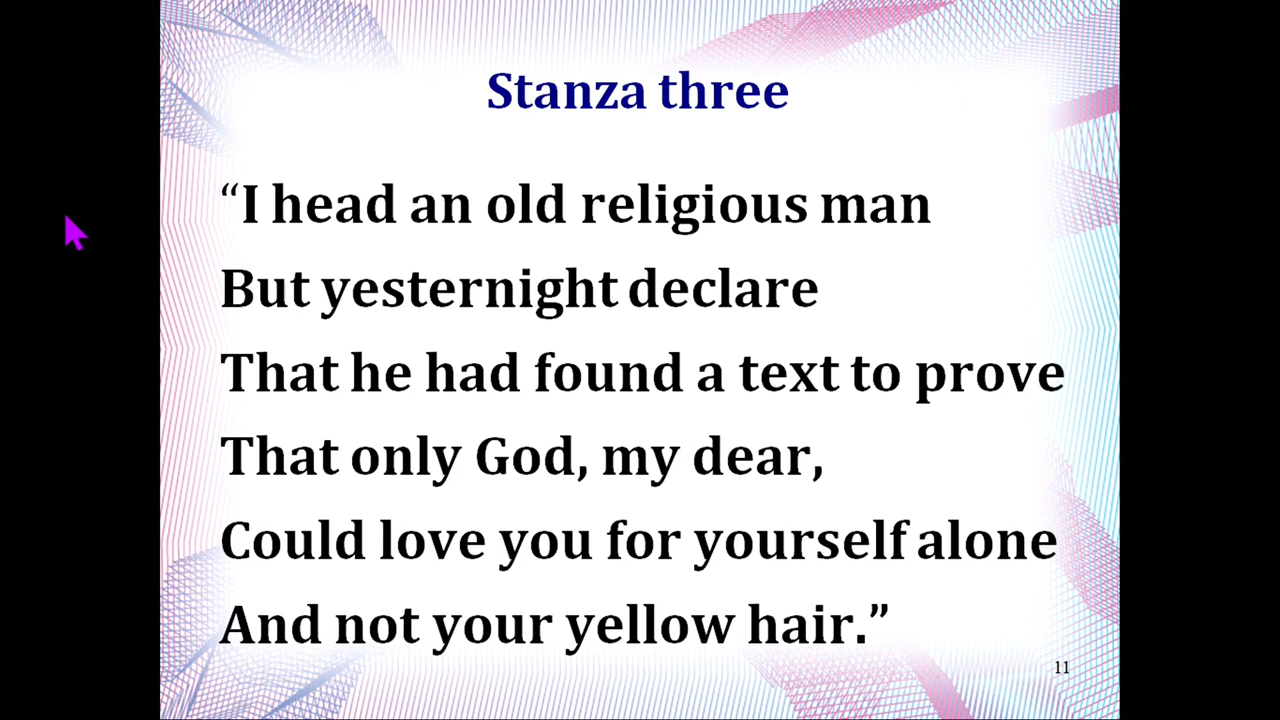 Stanza three
“I head an old religious man
But yesternight declare
That he had found a text to prove
That only God, my dear,
Could love you for yourself alone
And not your yellow hair.”
11